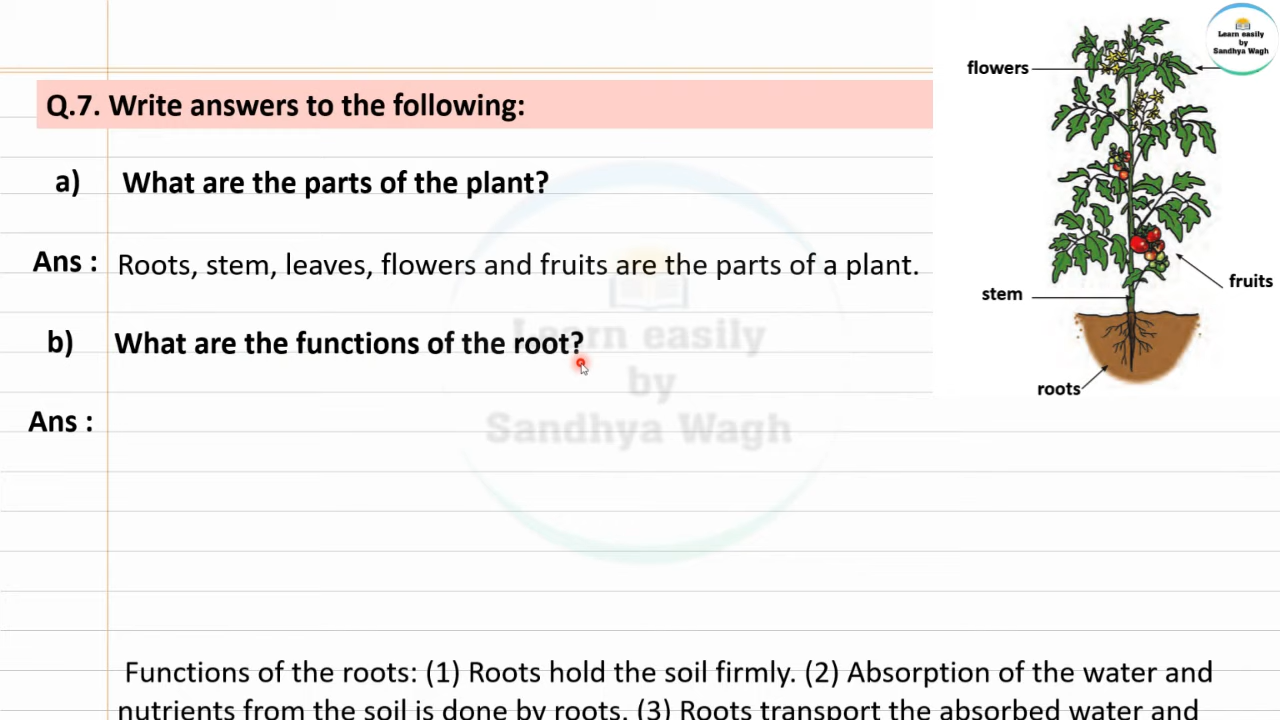 Learn easily
by
Sandhya Wagh
flowers
Q.7. Write answers to the following:
a) What are the parts of the plant?
Ans : Roots, stem, leaves, flowers and fruits are the parts of a plant.
fruits
stem
b) What are the functions of the root?
roots
Ans :
Learn easily
by
Sandhya Wagh
Functions of the roots: (1) Roots hold the soil firmly. (2) Absorption of the water and
nutrients from the soil is done by roots. (3) Roots transport the absorbed water and